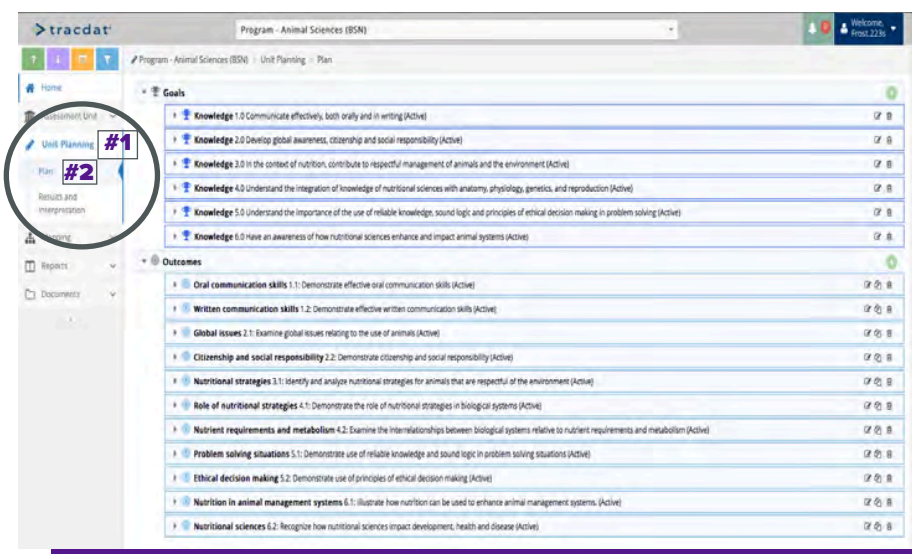 tracdat
Program - Animal Sciences (BSN)
Welcome,
Frost 223s
Program - Animal Sciences (BSN) > Unit Planning > Plan
Home
Assessment Unit
Unit Planning
#1
Plan
#2
Results and
Interpretation
Mapping
Reports
Documents
Goals
Knowledge 1.0 Communicate effectively, both orally and in writing (Active)
Knowledge 2.0 Develop global awareness, citizenship and social responsibility (Active)
Knowledge 3.0 In the context of nutrition, contribute to respectful management of animals and the environment (Active)
Knowledge 4.0 Understand the integration of knowledge of nutritional sciences with anatomy, physiology, genetics, and reproduction (Active)
Knowledge 5.0 Understand the importance of the use of reliable knowledge, sound logic and principles of ethical decision making in problem solving (Active)
Knowledge 6.0 Have an awareness of how nutritional sciences enhance and impact animal systems (Active)
Outcomes
Oral communication skills 1.1: Demonstrate effective oral communication skills (Active)
Written communication skills 1.2: Demonstrate effective written communication skills (Active)
Global issues 2.1: Examine global issues relating to the use of animals (Active)
Citizenship and social responsibility 2.2: Demonstrate citizenship and social responsibility (Active)
Nutritional strategies 3.1: Identify and analyze nutritional strategies for animals that are respectful of the environment (Active)
Role of nutritional strategies 4.1: Demonstrate the role of nutritional strategies in biological systems (Active)
Nutrient requirements and metabolism 4.2: Examine the interrelationships between biological systems relative to nutrient requirements and metabolism (Active)
Problem solving situations 5.1: Demonstrate use of reliable knowledge and sound logic in problem solving situations (Active)
Ethical decision making 5.2: Demonstrate use of principles of ethical decision making (Active)
Nutrition in animal management systems 6.1: Illustrate how nutrition can be used to enhance animal management systems. (Active)
Nutritional sciences 6.2: Recognize how nutritional sciences impact development, health and disease (Active)